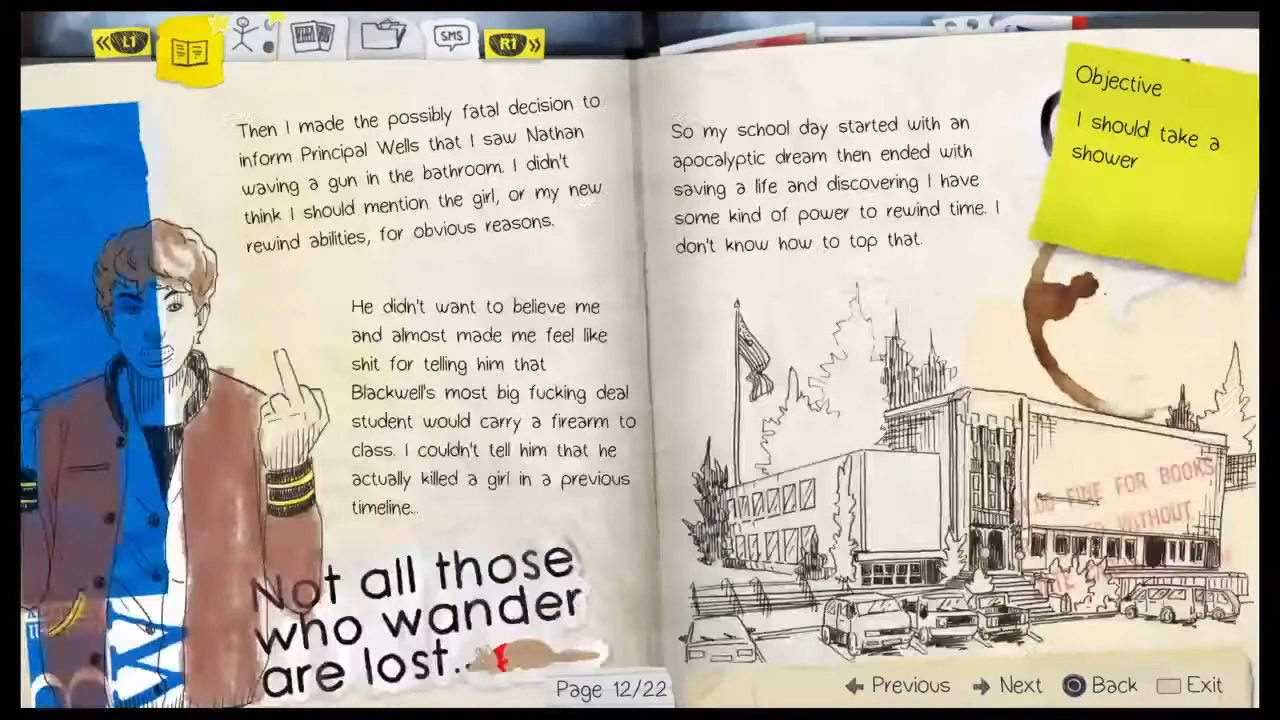 L1
SMS
R1
Then I made the possibly fatal decision to
inform Principal Wells that I saw Nathan
waving a gun in the bathroom. I didn't
think I should mention the girl, or my new
rewind abilities, for obvious reasons.
He didn't want to believe me
and almost made me feel like
shit for telling him that
Blackwell's most big fucking deal
student would carry a firearm to
class. I couldn't tell him that he
actually killed a girl in a previous
timeline...
Not all those
who wander
are lost...
So my school day started with an
apocalyptic dream then ended with
saving a life and discovering I have
some kind of power to rewind time. I
don't know how to top that.
Objective
I should take a
shower
FINE FOR BOOKS
WITHOUT
Page 12/22
Previous
Next
Back
Exit